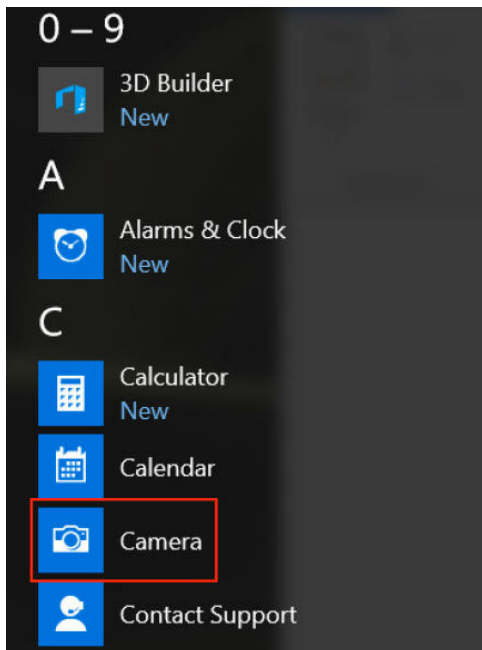 0 – 9
3D Builder
New
A
Alarms & Clock
New
C
Calculator
New
Calendar
Camera
Contact Support